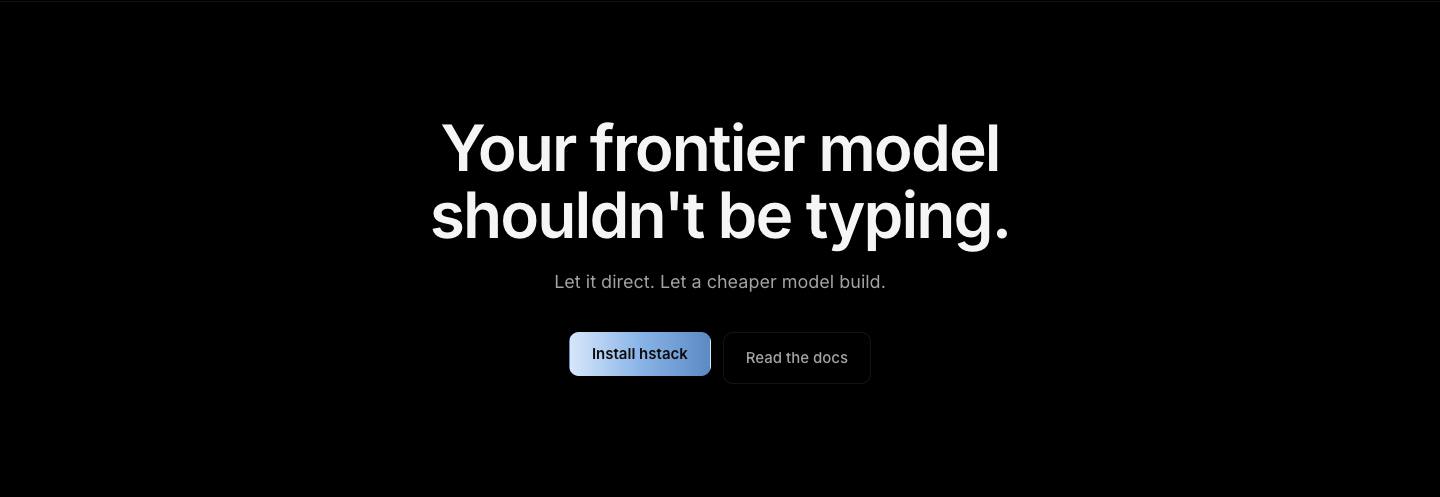 Your frontier model
shouldn't be typing.
Let it direct. Let a cheaper model build.
Install hstack
Read the docs